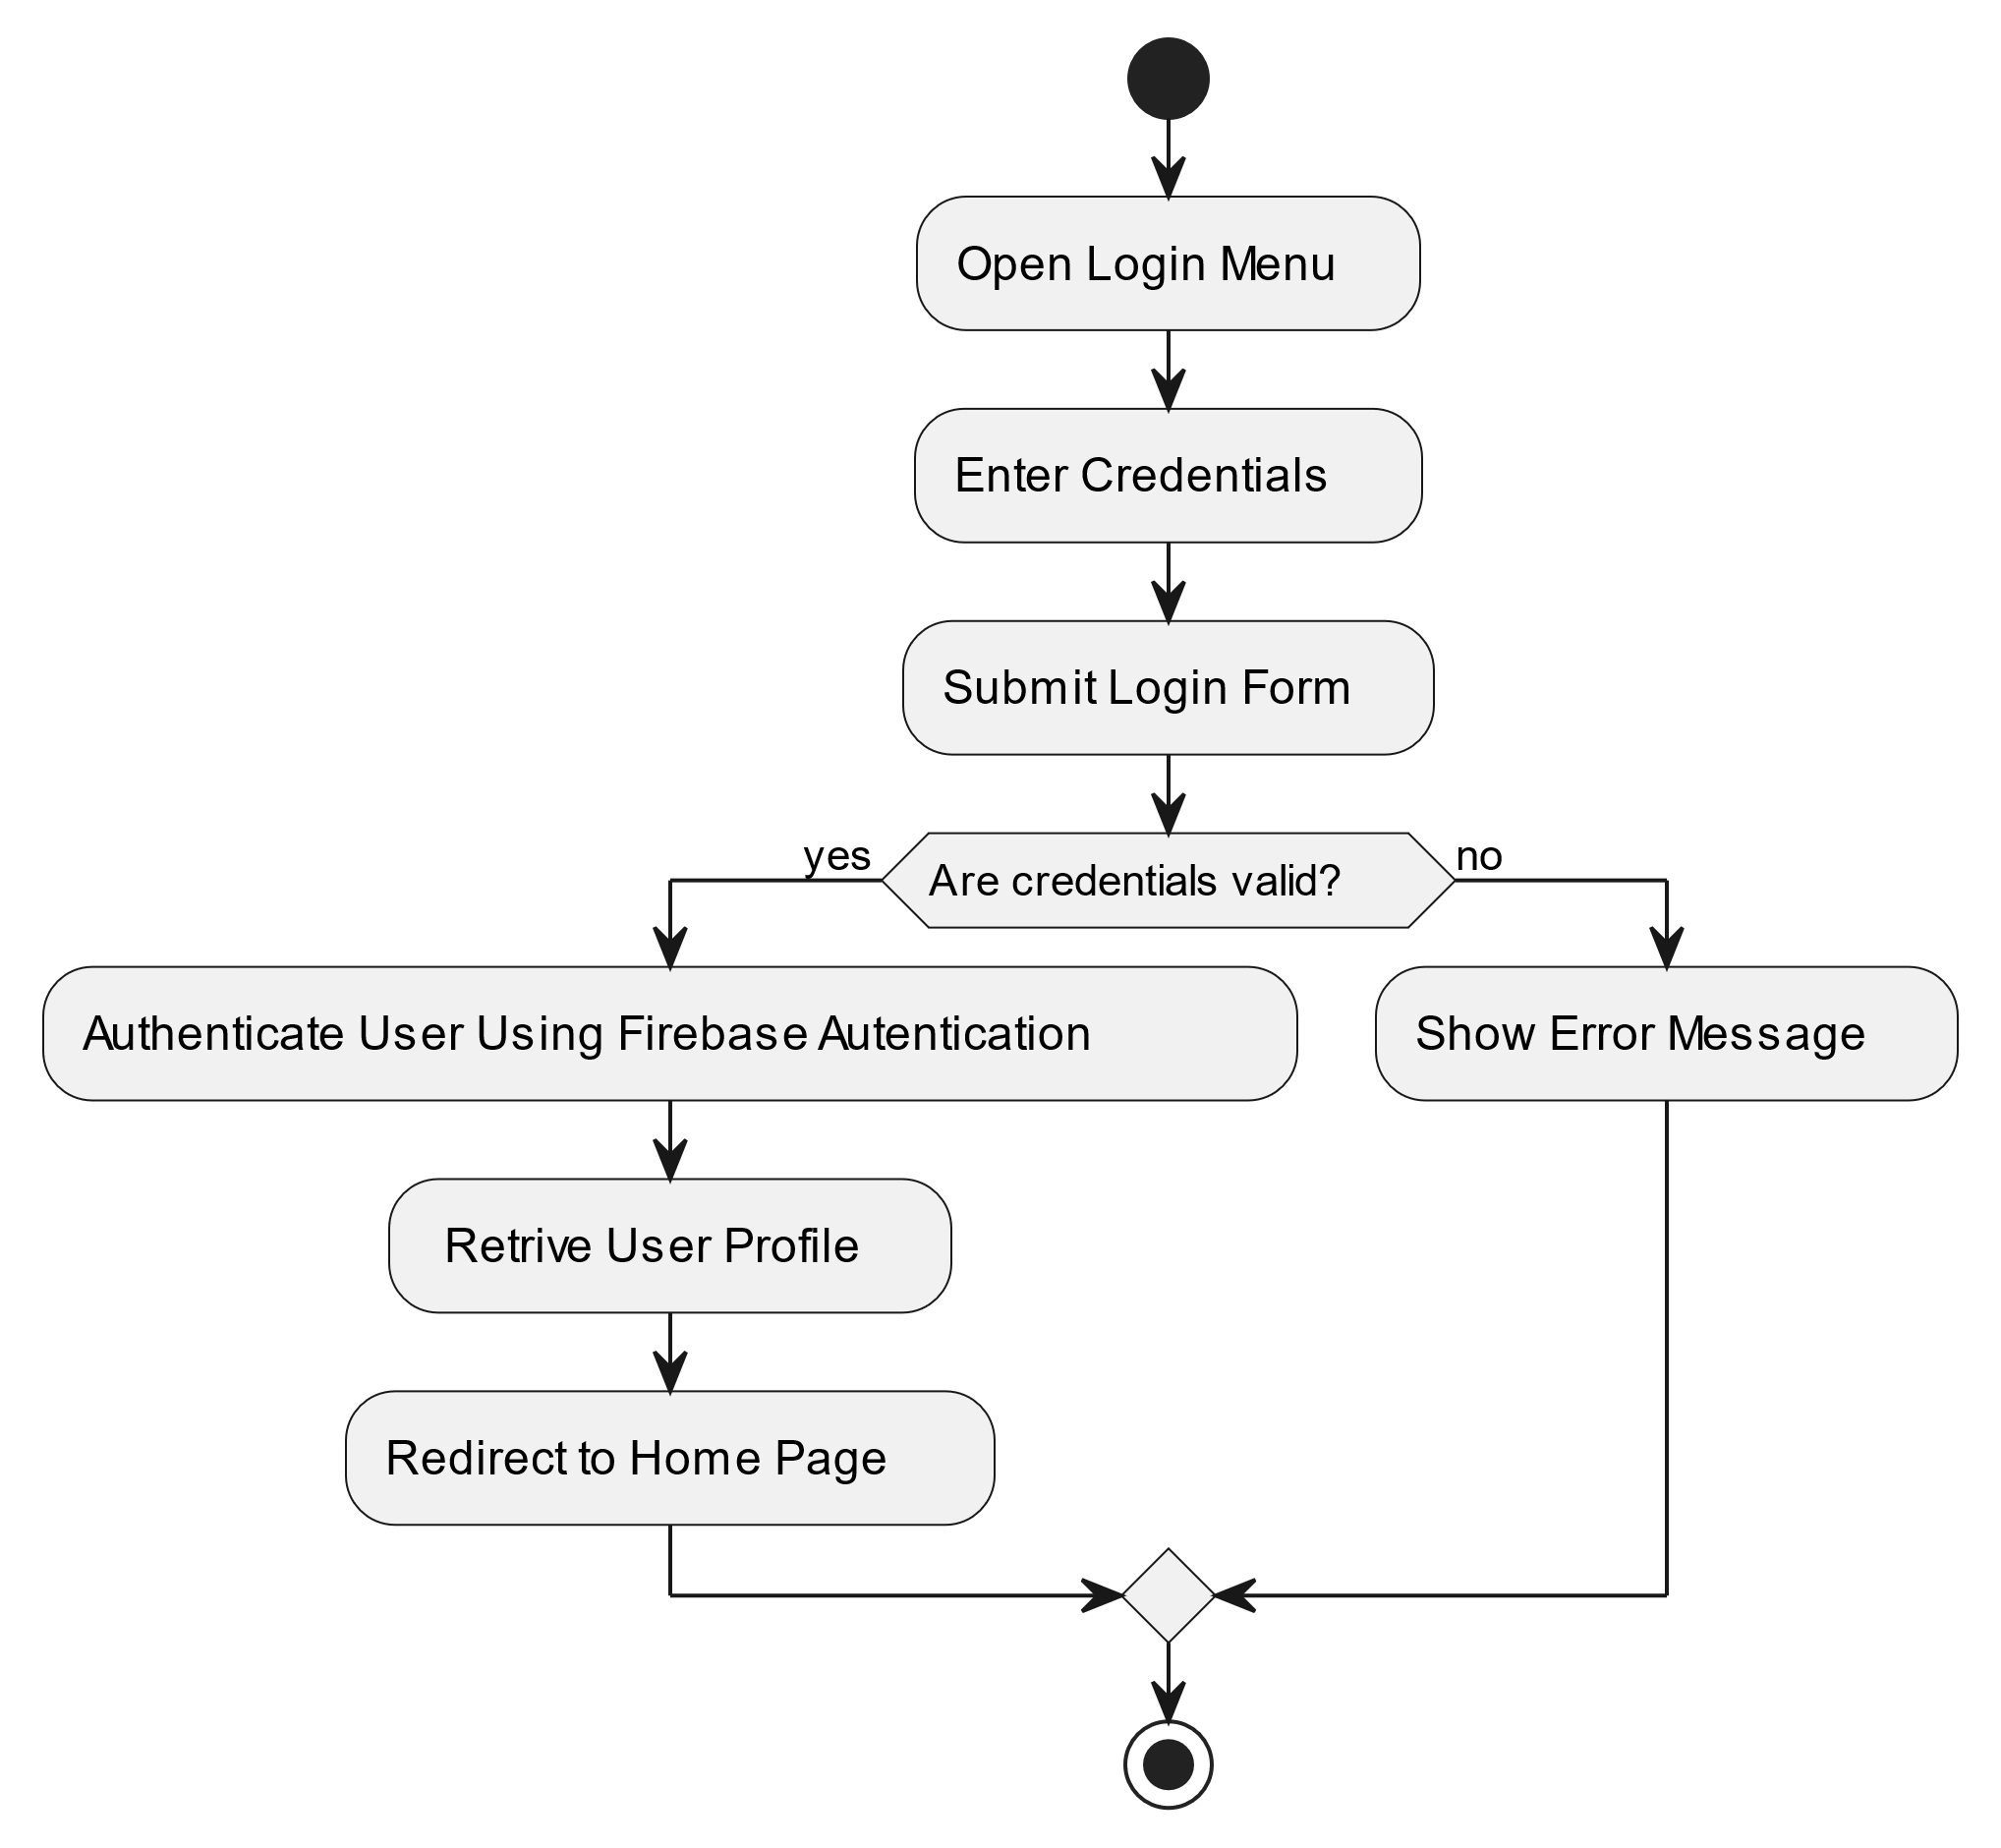 Open Login Menu
Enter Credentials
Submit Login Form
yes
Are credentials valid?
no
Authenticate User Using Firebase Autentication
Show Error Message
Retrive User Profile
Redirect to Home Page